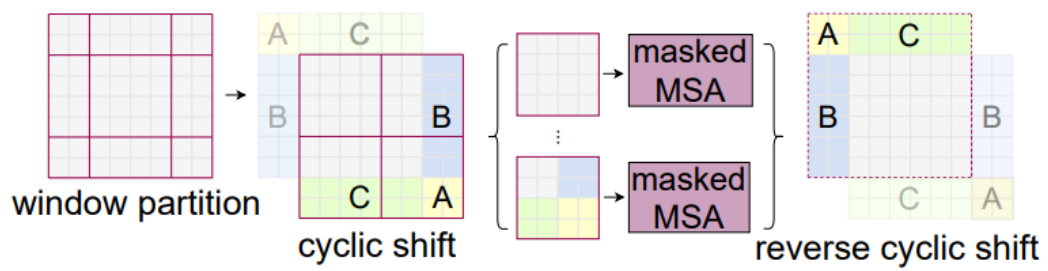 A
C
B
window partition
B
C
A
cyclic shift
masked
MSA
...
masked
MSA
A
C
B
B
C
A
reverse cyclic shift